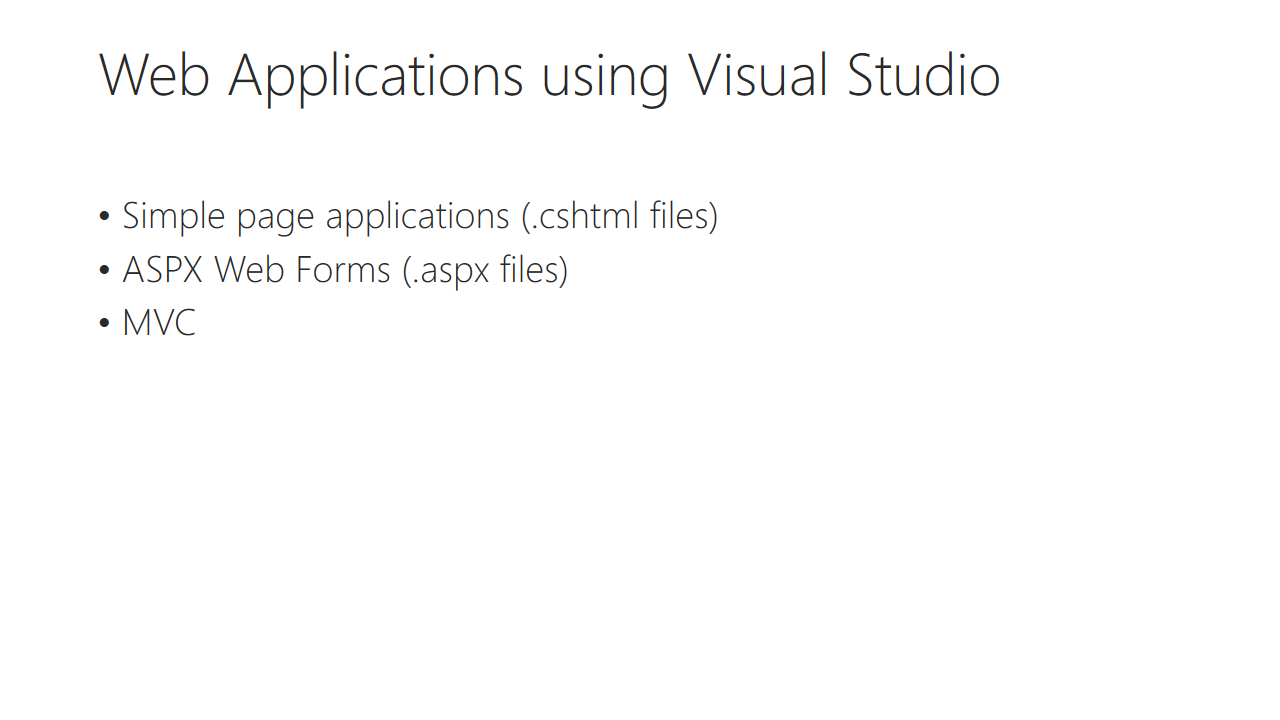 Web Applications using Visual Studio
• Simple page applications (.cshtml files)
• ASPX Web Forms (.aspx files)
• MVC